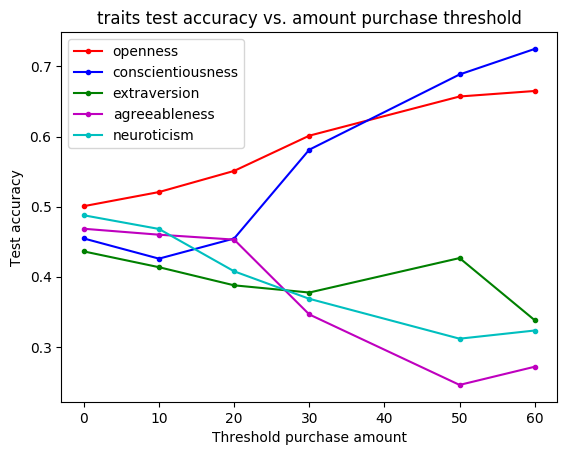 traits test accuracy vs. amount purchase threshold
openness
conscientiousness
extraversion
agreeableness
neuroticism
Test accuracy
0.7
0.6
0.5
0.4
0.3
0 10 20 30 40 50 60
Threshold purchase amount